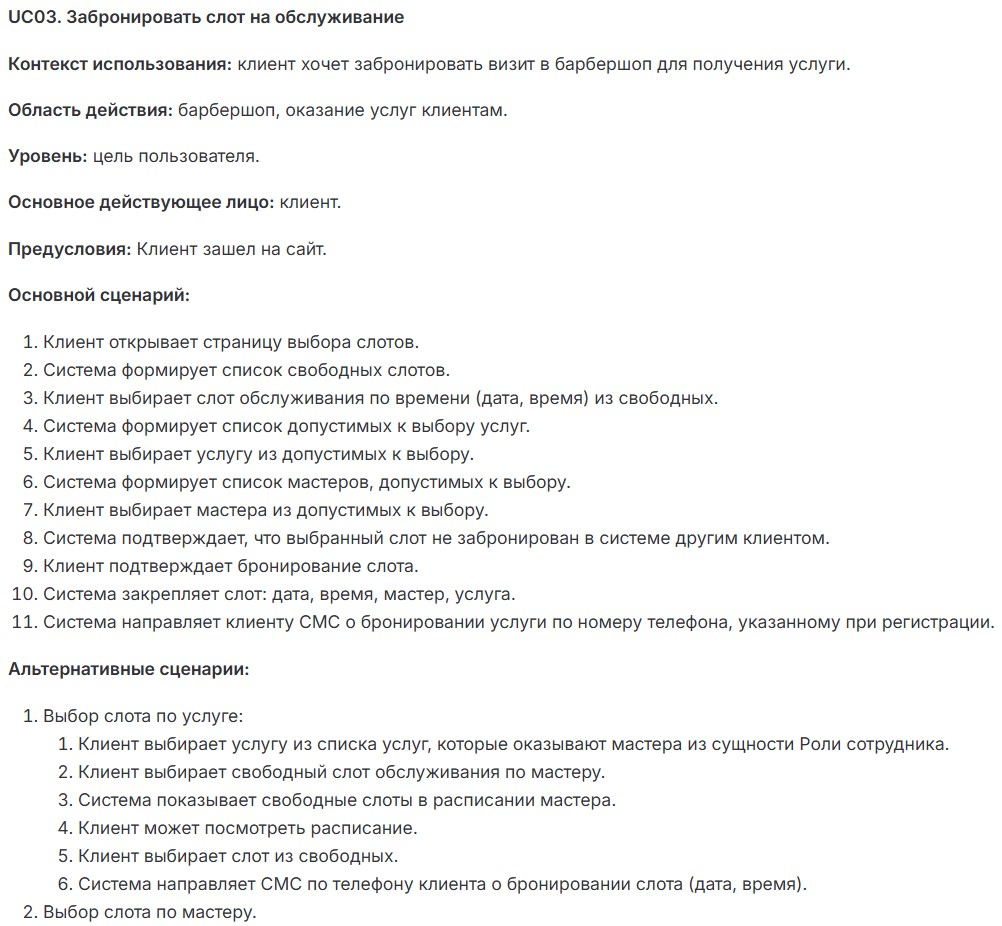 UC03. Забронировать слот на обслуживание
Контекст использования: клиент хочет забронировать визит в барбершоп для получения услуги.
Область действия: барбершоп, оказание услуг клиентам.
Уровень: цель пользователя.
Основное действующее лицо: клиент.
Предусловия: Клиент зашел на сайт.
Основной сценарий:
1. Клиент открывает страницу выбора слотов.
2. Система формирует список свободных слотов.
3. Клиент выбирает слот обслуживания по времени (дата, время) из свободных.
4. Система формирует список допустимых к выбору услуг.
5. Клиент выбирает услугу из допустимых к выбору.
6. Система формирует список мастеров, допустимых к выбору.
7. Клиент выбирает мастера из допустимых к выбору.
8. Система подтверждает, что выбранный слот не забронирован в системе другим клиентом.
9. Клиент подтверждает бронирование слота.
10. Система закрепляет слот: дата, время, мастер, услуга.
11. Система направляет клиенту СМС о бронировании услуги по номеру телефона, указанному при регистрации.
Альтернативные сценарии:
1. Выбор слота по услуге:
1. Клиент выбирает услугу из списка услуг, которые оказывают мастера из сущности Роли сотрудника.
2. Клиент выбирает свободный слот обслуживания по мастеру.
3. Система показывает свободные слоты в расписании мастера.
4. Клиент может посмотреть расписание.
5. Клиент выбирает слот из свободных.
6. Система направляет СМС по телефону клиента о бронировании слота (дата, время).
2. Выбор слота по мастеру.